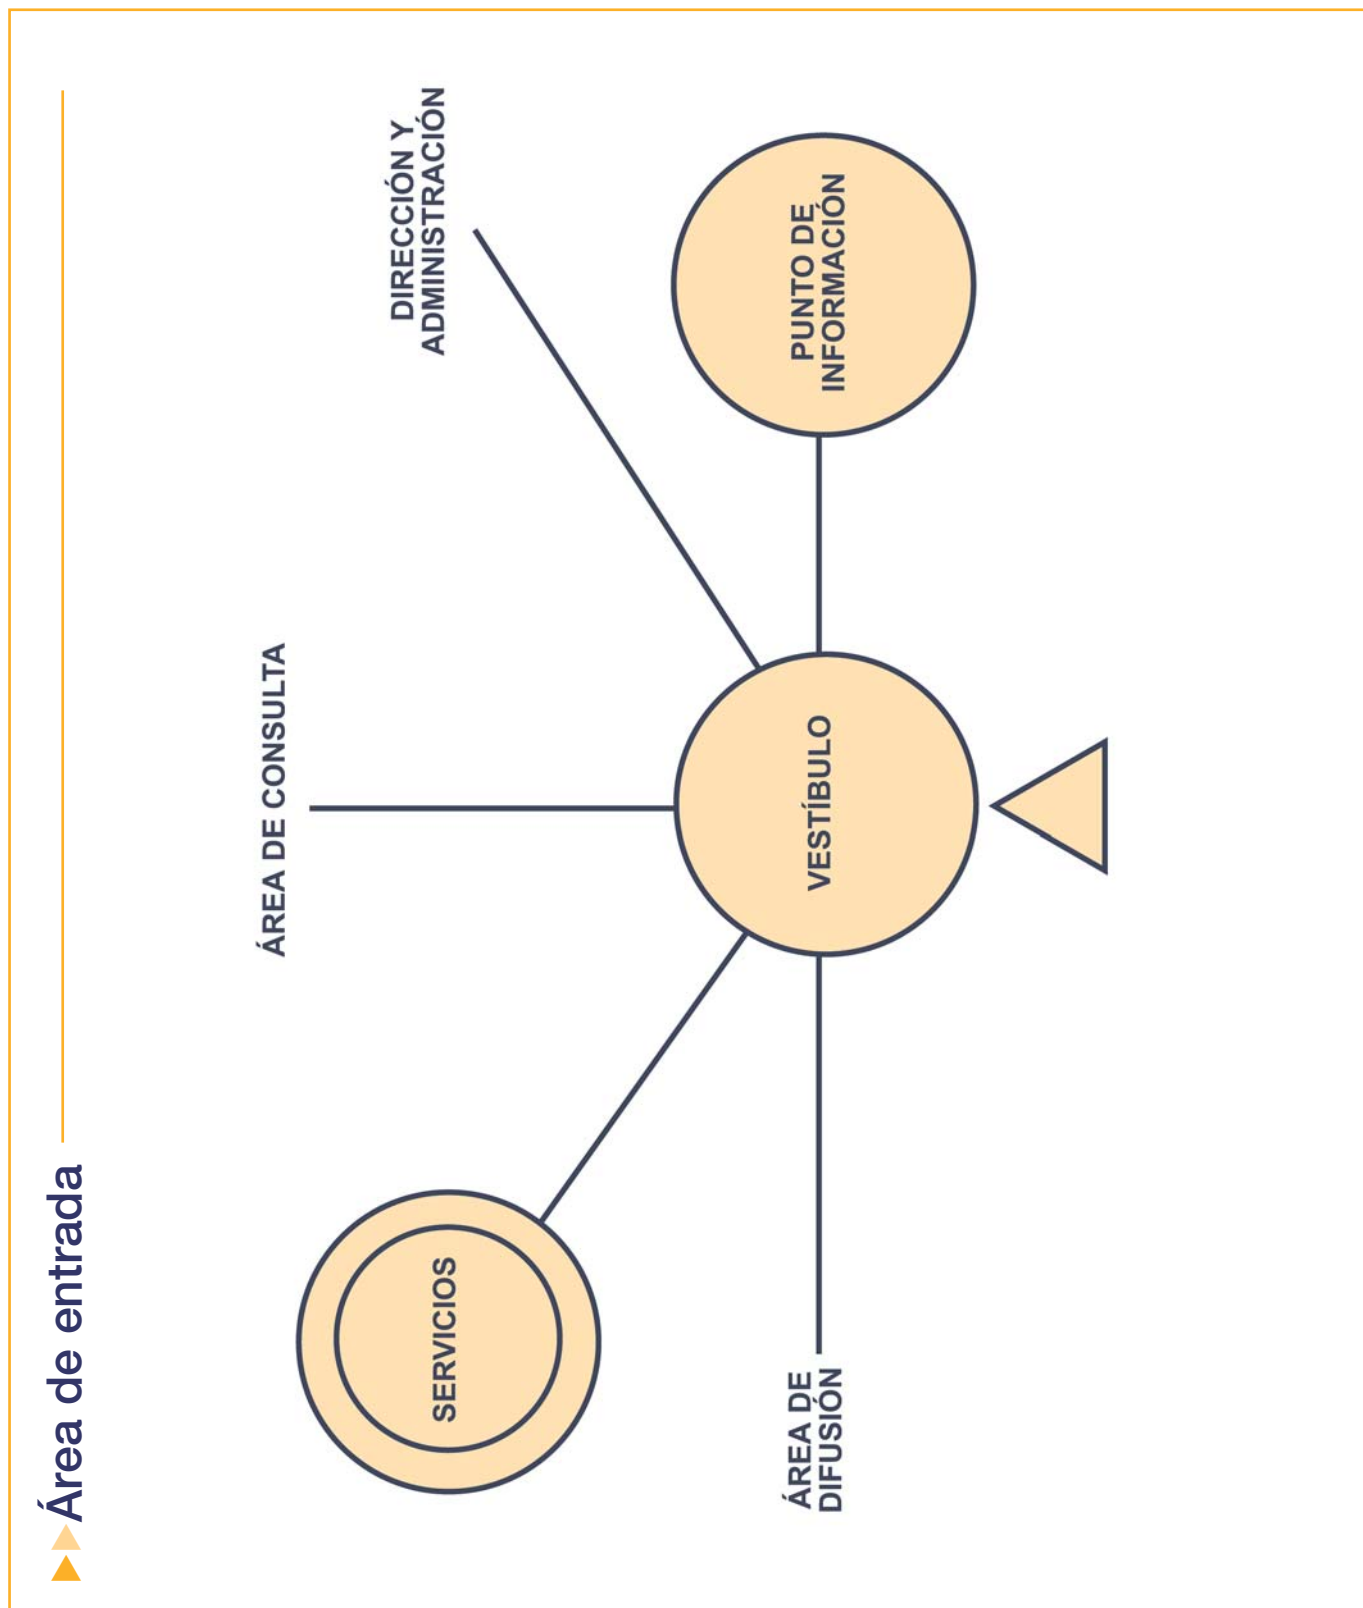 Área de entrada
SERVICIOS
ÁREA DE CONSULTA
DIRECCIÓN Y
ADMINISTRACIÓN
ÁREA DE
DIFUSIÓN
VESTÍBULO
PUNTO DE
INFORMACIÓN